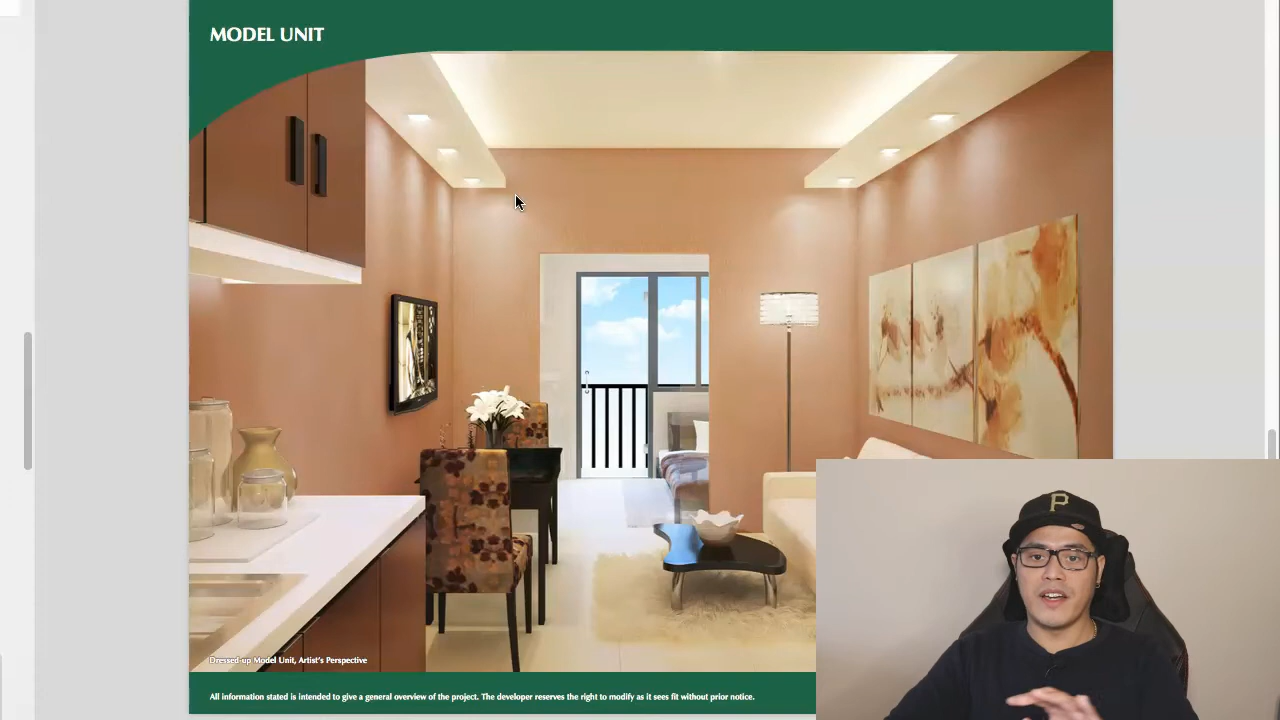 MODEL UNIT
P
Dressed-up Model Unit, Artist's Perspective
All information stated is intended to give a general overview of the project. The developer reserves the right to modify as it sees fit without prior notice.